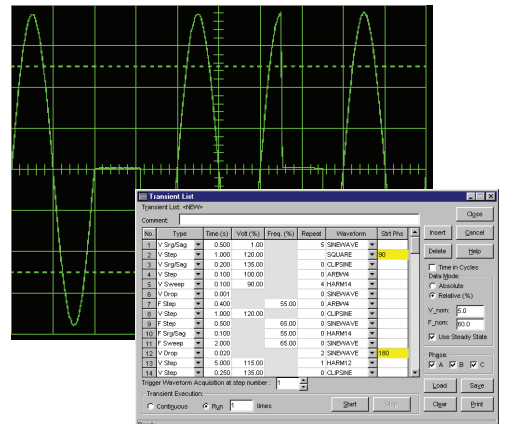 Transient List
Transient List: <NEW>
Comment:
Close
No. Type Time (s) Volt (%) Freq. (%) Repeat Waveform Strt Phs
1 V Srg/Sag 0.500 1.00 5 SINEWAVE
2 V Step 1.000 120.00 SQUARE 90
3 V Srg/Sag 0.200 135.00 0 CLIPSINE
4 V Step 0.100 100.00 0 ARBW4
5 V Sweep 0.100 90.00 4 HARM14
6 V Drop 0.001 0 SINEWAVE
7 F Step 0.400 55.00 0 ARBW4
8 V Step 1.000 120.00 0 CLIPSINE
9 F Step 0.500 65.00 0 SINEWAVE
10 F Srg/Sag 0.100 55.00 0 HARM14
11 F Sweep 2.000 65.00 0 SINEWAVE
12 V Drop 0.020 2 SINEWAVE 180
13 V Step 5.000 115.00 1 HARM12
14 V Step 0.250 135.00 0 CLIPSINE
Insert Cancel
Delete Help
Time in Cycles
Data Mode:
Absolute
Relative (%)
V_nom: 5.0
F_nom: 60.0
Use Steady State
Phase:
A B C
Trigger Waveform Acquisition at step number: 1
Transient Execution:
Continuous Run 1 times
Start Stop
Load Save
Clear Print